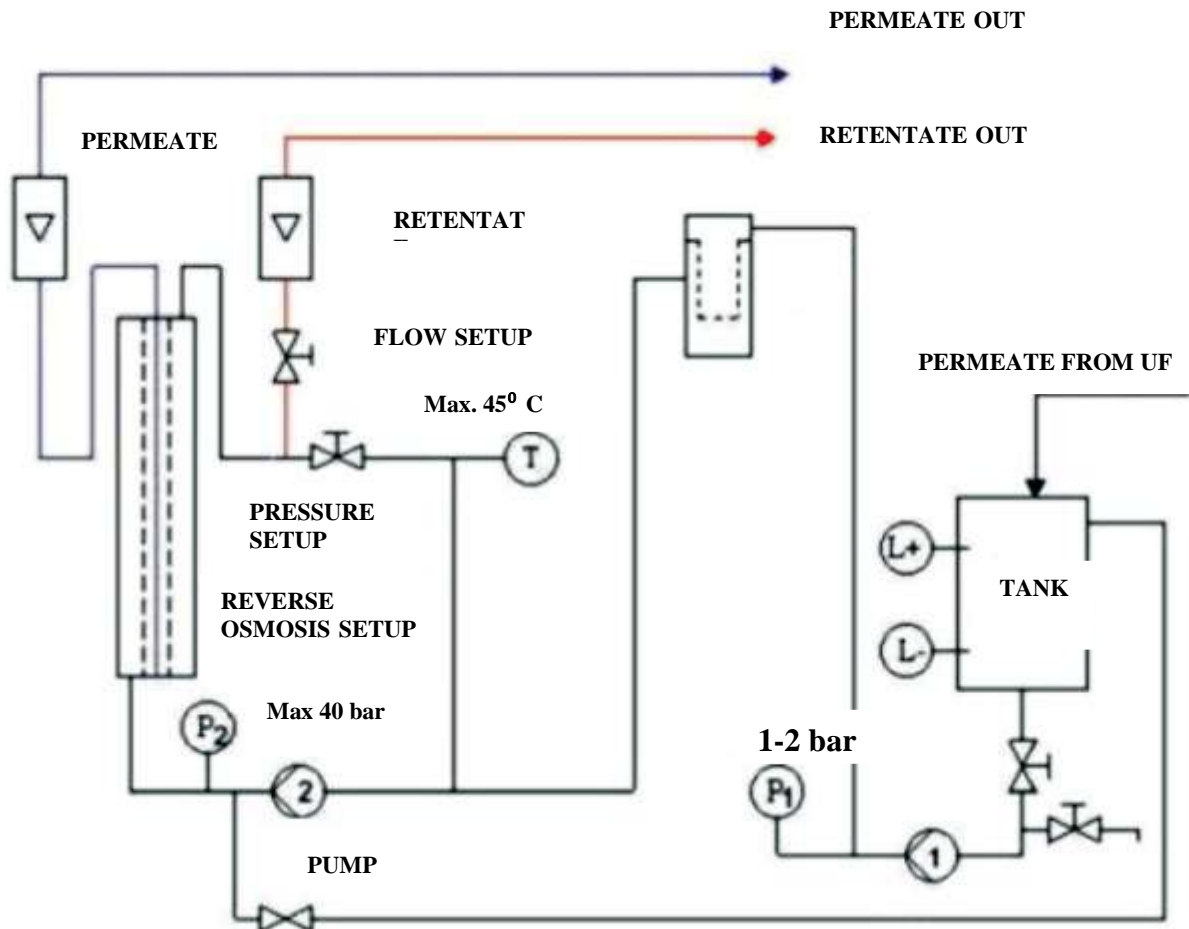 PERMEATE OUT
PERMEATE
RETENTATE OUT
RETENTAT
FLOW SETUP
PERMEATE FROM UF
Max. 45⁰ C
T
PRESSURE
SETUP
L+
TANK
REVERSE
OSMOSIS SETUP
L-
Max 40 bar
P2
1-2 bar
2
P1
1
PUMP